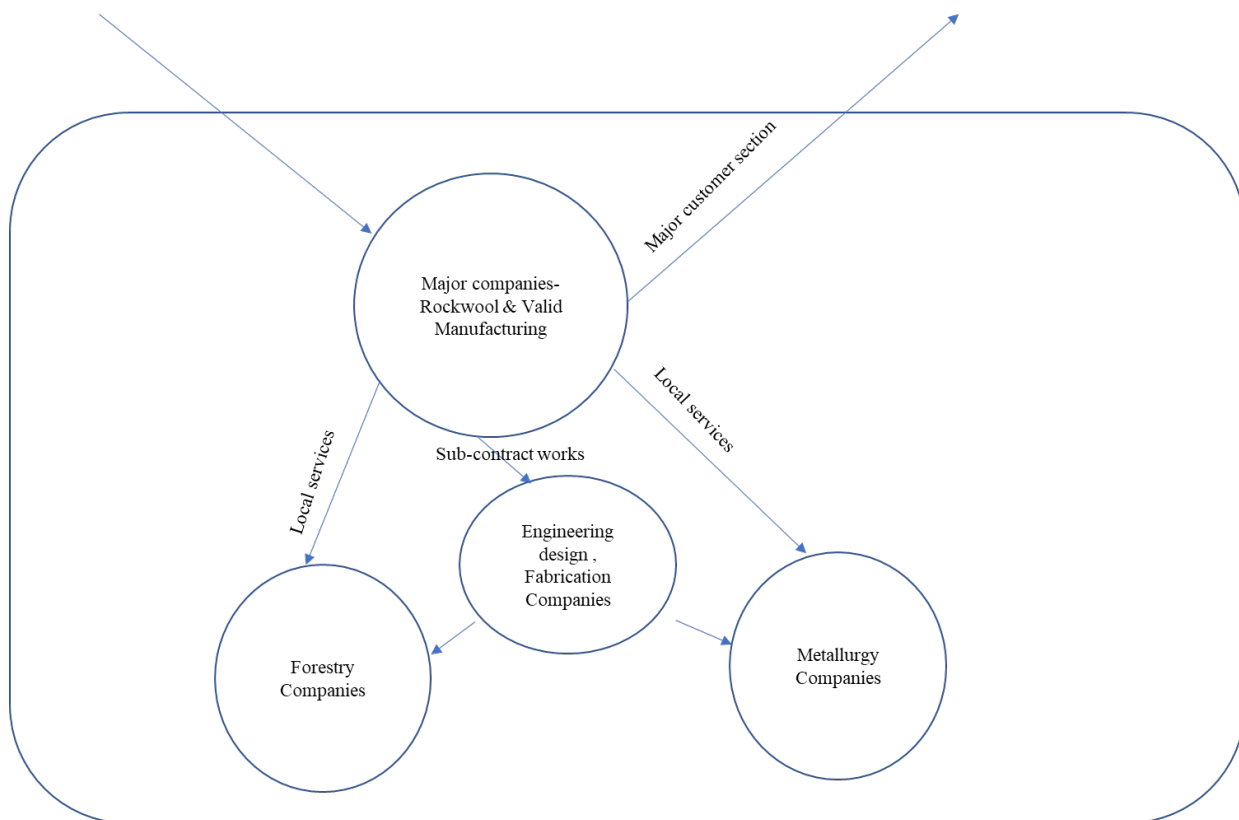 Major customer section
Major companies-
Rockwool & Valid
Manufacturing
Local services
Local services
Sub-contract works
Engineering
design ,
Fabrication
Companies
Forestry
Companies
Metallurgy
Companies